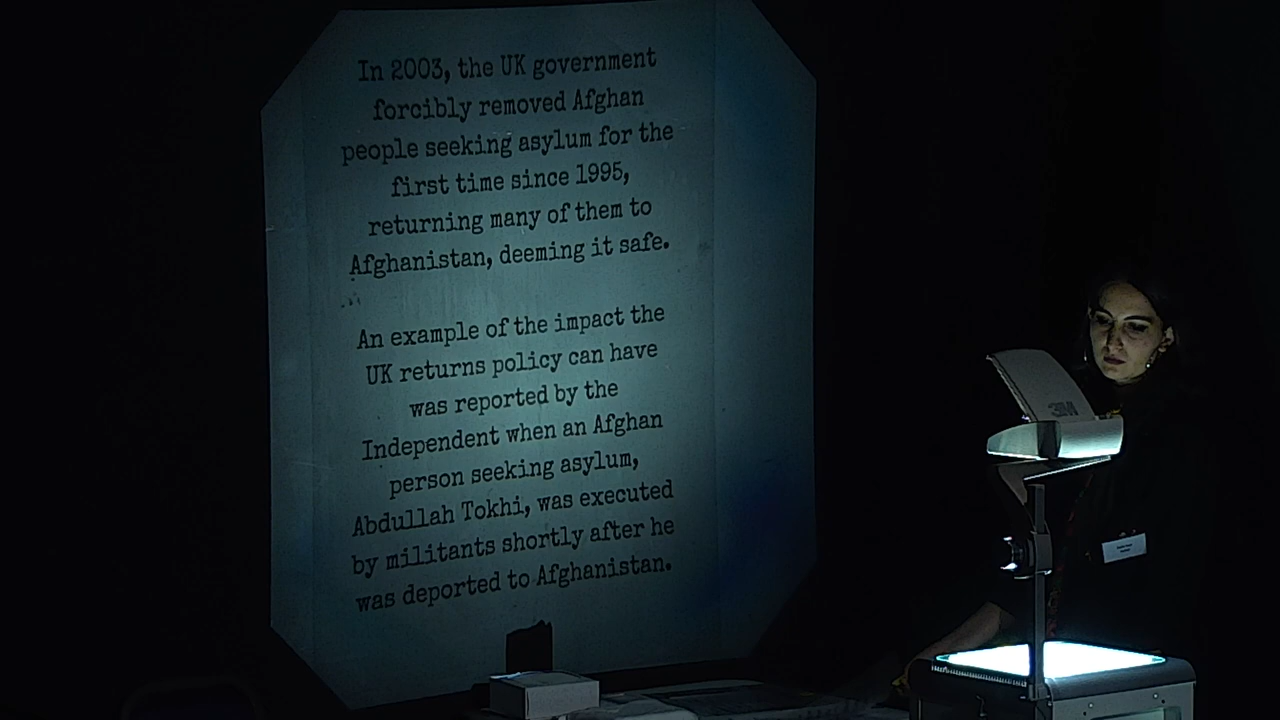 In 2003, the UK government
forcibly removed Afghan
people seeking asylum for the
first time since 1995,
returning many of them to
Afghanistan, deeming it safe.
An example of the impact the
UK returns policy can have
was reported by the
Independent when an Afghan
person seeking asylum,
Abdullah Tokhi, was executed
by militants shortly after he
was deported to Afghanistan.
3M